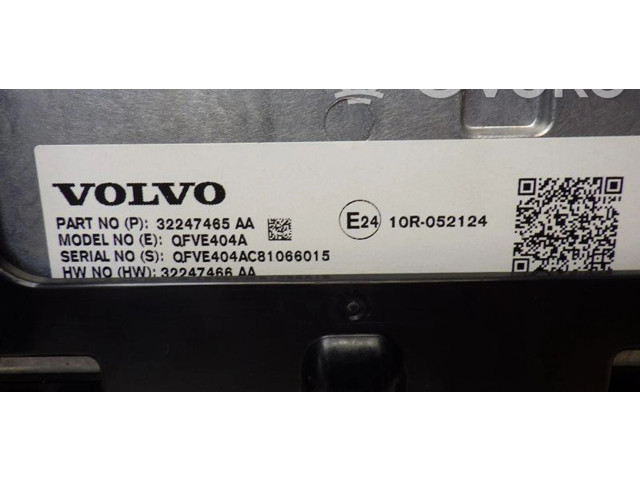 VOLVO
PART NO (P): 32247465 AA
MODEL NO (E): QFVE404A
SERIAL NO (S): QFVE404AC81066015
HW NO (HW): 32247466 AA
E24 10R-052124